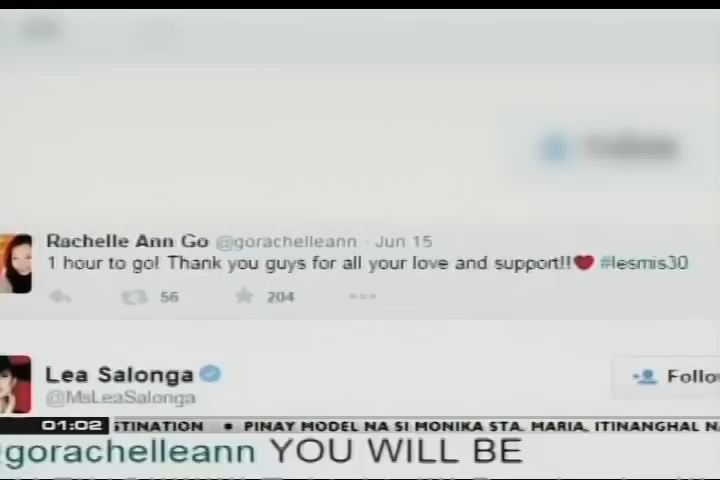 Rachelle Ann Go @gorachelleann · Jun 15
1 hour to go! Thank you guys for all your love and support!!❤ #lesmis30
56 204
Lea Salonga
Follow
@MsLeaSalonga
01:02 STINATION • PINAY MODEL NA SI MONIKA STA. MARIA, ITINANGHAL N
gorachelleann YOU WILL BE